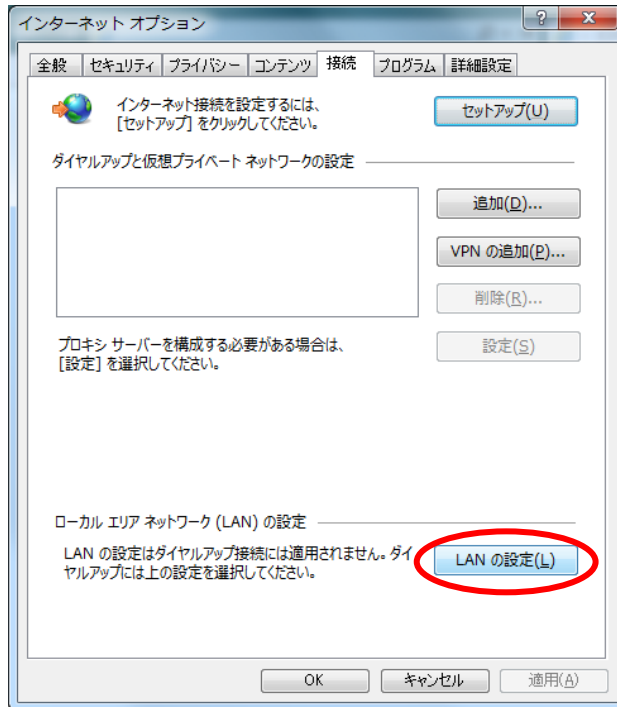 インターネット オプション
全般 セキュリティ プライバシー コンテンツ 接続 プログラム 詳細設定
インターネット接続を設定するには、
[セットアップ] をクリックしてください。
セットアップ(U)
ダイヤルアップと仮想プライベート ネットワークの設定
追加(D)...
VPN の追加(P)...
削除(R)...
プロキシ サーバーを構成する必要がある場合は、
[設定] を選択してください。
設定(S)
ローカル エリア ネットワーク (LAN) の設定
LAN の設定はダイヤルアップ接続には適用されません。ダイ
ヤルアップには上の設定を選択してください。
LAN の設定(L)
OK キャンセル 適用(A)